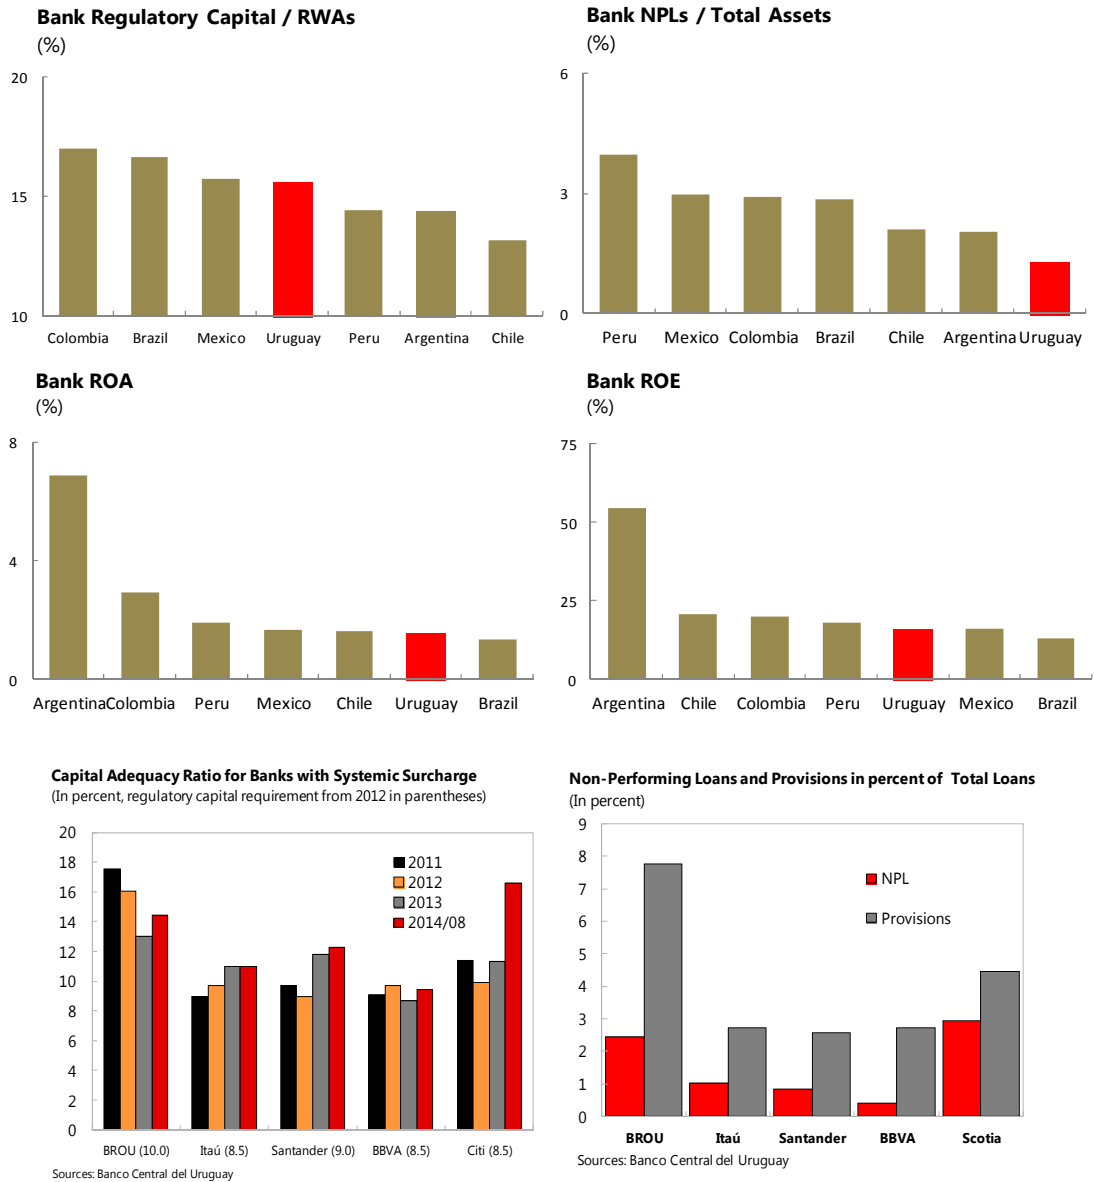 Bank Regulatory Capital / RWAs
(%)
20
15
10
Colombia Brazil Mexico Uruguay Peru Argentina Chile
Bank NPLs / Total Assets
(%)
6
3
0
Peru Mexico Colombia Brazil Chile Argentina Uruguay
Bank ROA
(%)
8
4
0
Argentina Colombia Peru Mexico Chile Uruguay Brazil
Bank ROE
(%)
75
50
25
0
Argentina Chile Colombia Peru Uruguay Mexico Brazil
Capital Adequacy Ratio for Banks with Systemic Surcharge
(In percent, regulatory capital requirement from 2012 in parentheses)
20
18
16
14
12
10
8
6
4
2
0
2011
2012
2013
2014/08
BROU (10.0) Itaú (8.5) Santander (9.0) BBVA (8.5) Citi (8.5)
Sources: Banco Central del Uruguay
Non-Performing Loans and Provisions in percent of Total Loans
(In percent)
9
8
7
6
5
4
3
2
1
0
NPL
Provisions
BROU Itaú Santander BBVA Scotia
Sources: Banco Central del Uruguay